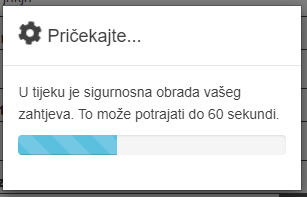 Pričekajte...
U tijeku je sigurnosna obrada vašeg
zahtjeva. To može potrajati do 60 sekundi.